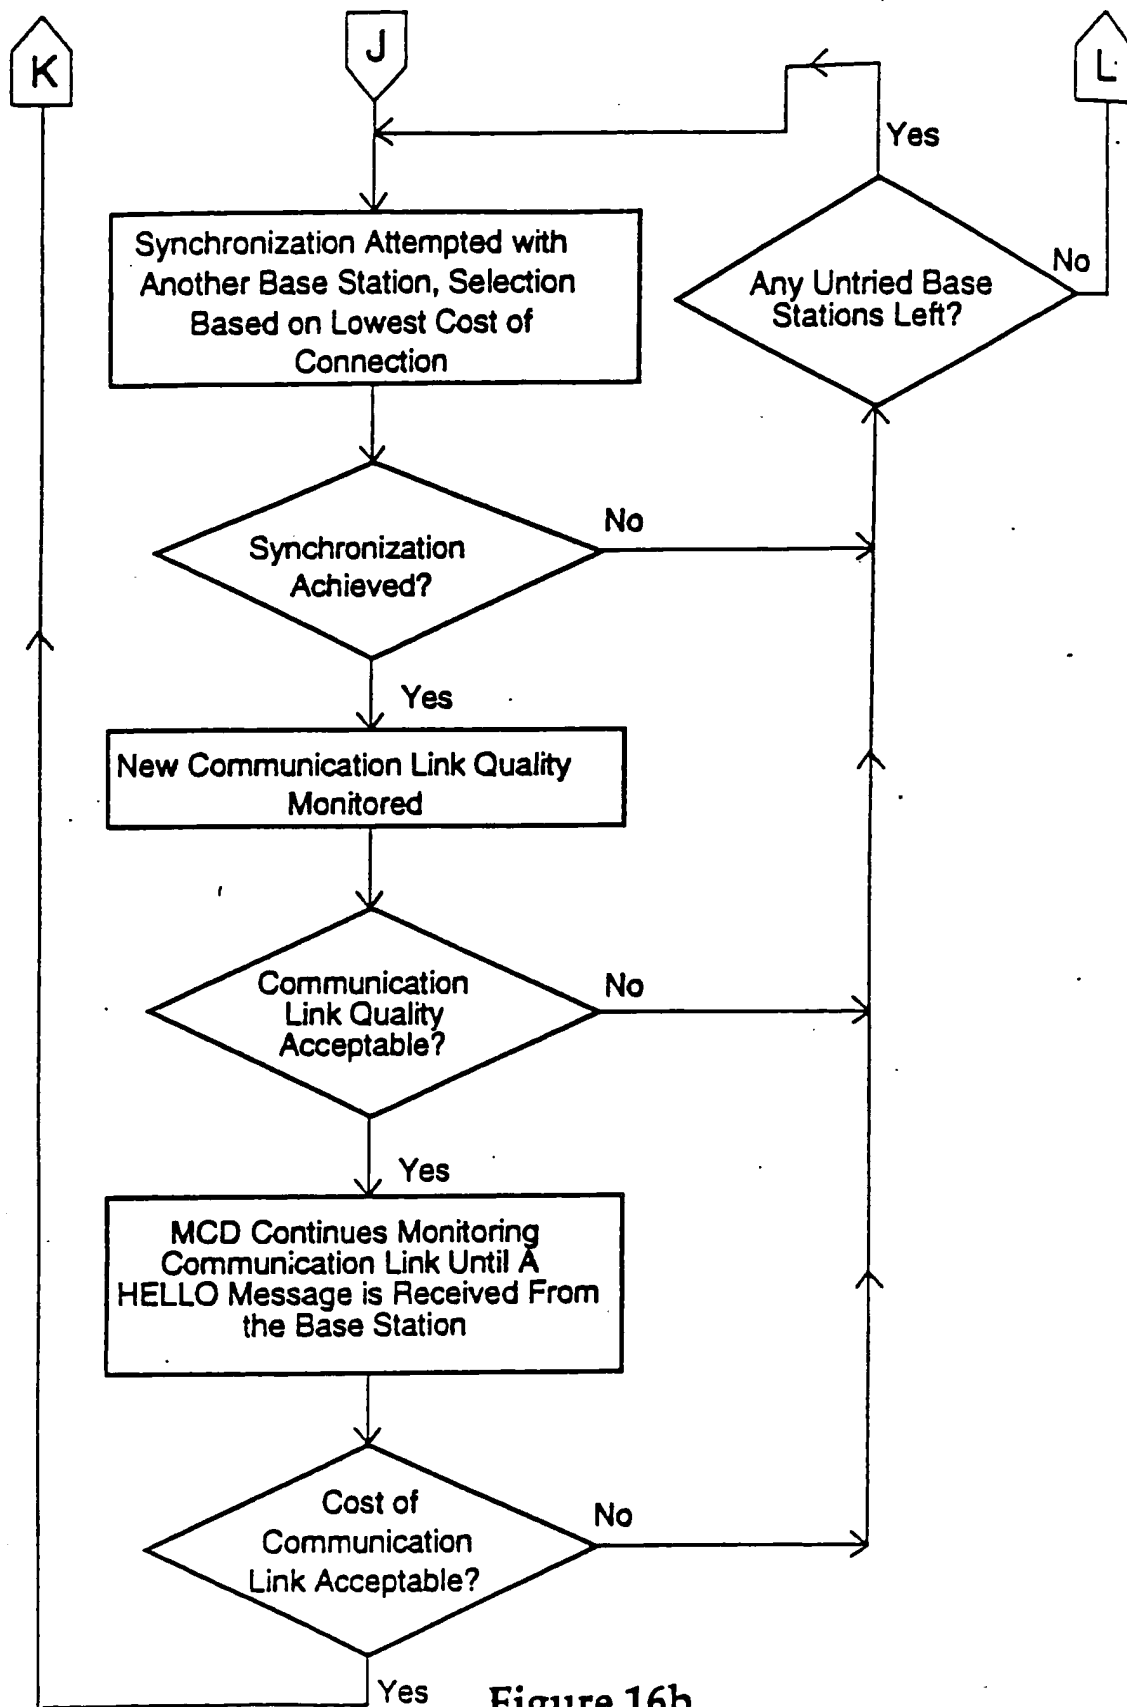 K
J
L
Yes
Synchronization Attempted with
Another Base Station, Selection
Based on Lowest Cost of
Connection
Any Untried Base
Stations Left?
No
Synchronization
Achieved?
No
Yes
New Communication Link Quality
Monitored
Communication
Link Quality
Acceptable?
No
Yes
MCD Continues Monitoring
Communication Link Until A
HELLO Message is Received From
the Base Station
Cost of
Communication
Link Acceptable?
No
Yes
Figure 16b